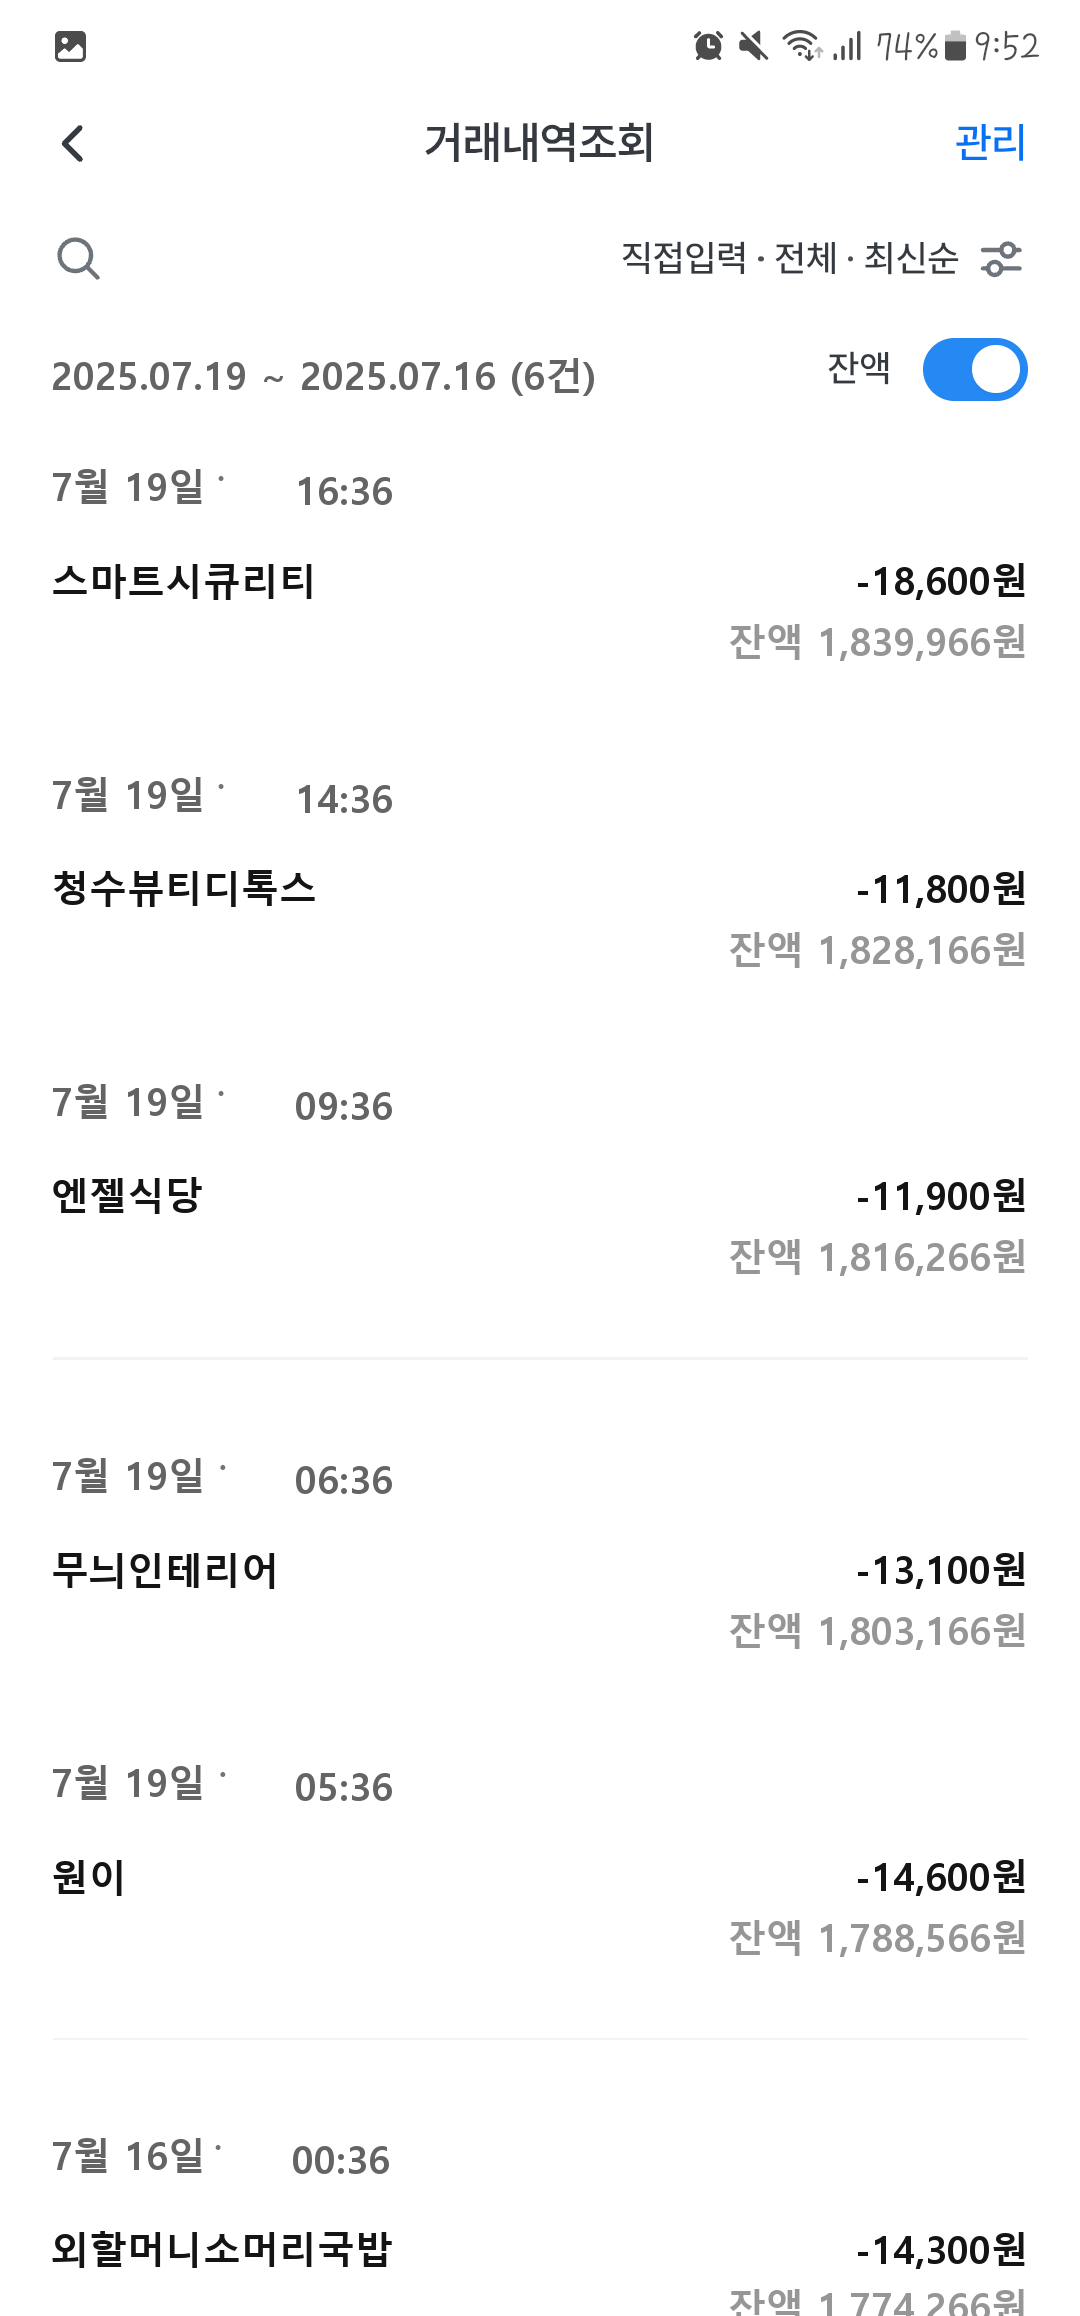 74% 9:52
거래내역조회 관리
직접입력 · 전체 · 최신순
2025.07.19 ~ 2025.07.16 (6건) 잔액
7월 19일 · 16:36
스마트시큐리티 -18,600원
잔액 1,839,966원
7월 19일 · 14:36
청수뷰티디톡스 -11,800원
잔액 1,828,166원
7월 19일 · 09:36
엔젤식당 -11,900원
잔액 1,816,266원
7월 19일 · 06:36
무늬인테리어 -13,100원
잔액 1,803,166원
7월 19일 · 05:36
원이 -14,600원
잔액 1,788,566원
7월 16일 · 00:36
외할머니소머리국밥 -14,300원
잔액 1,774,266원